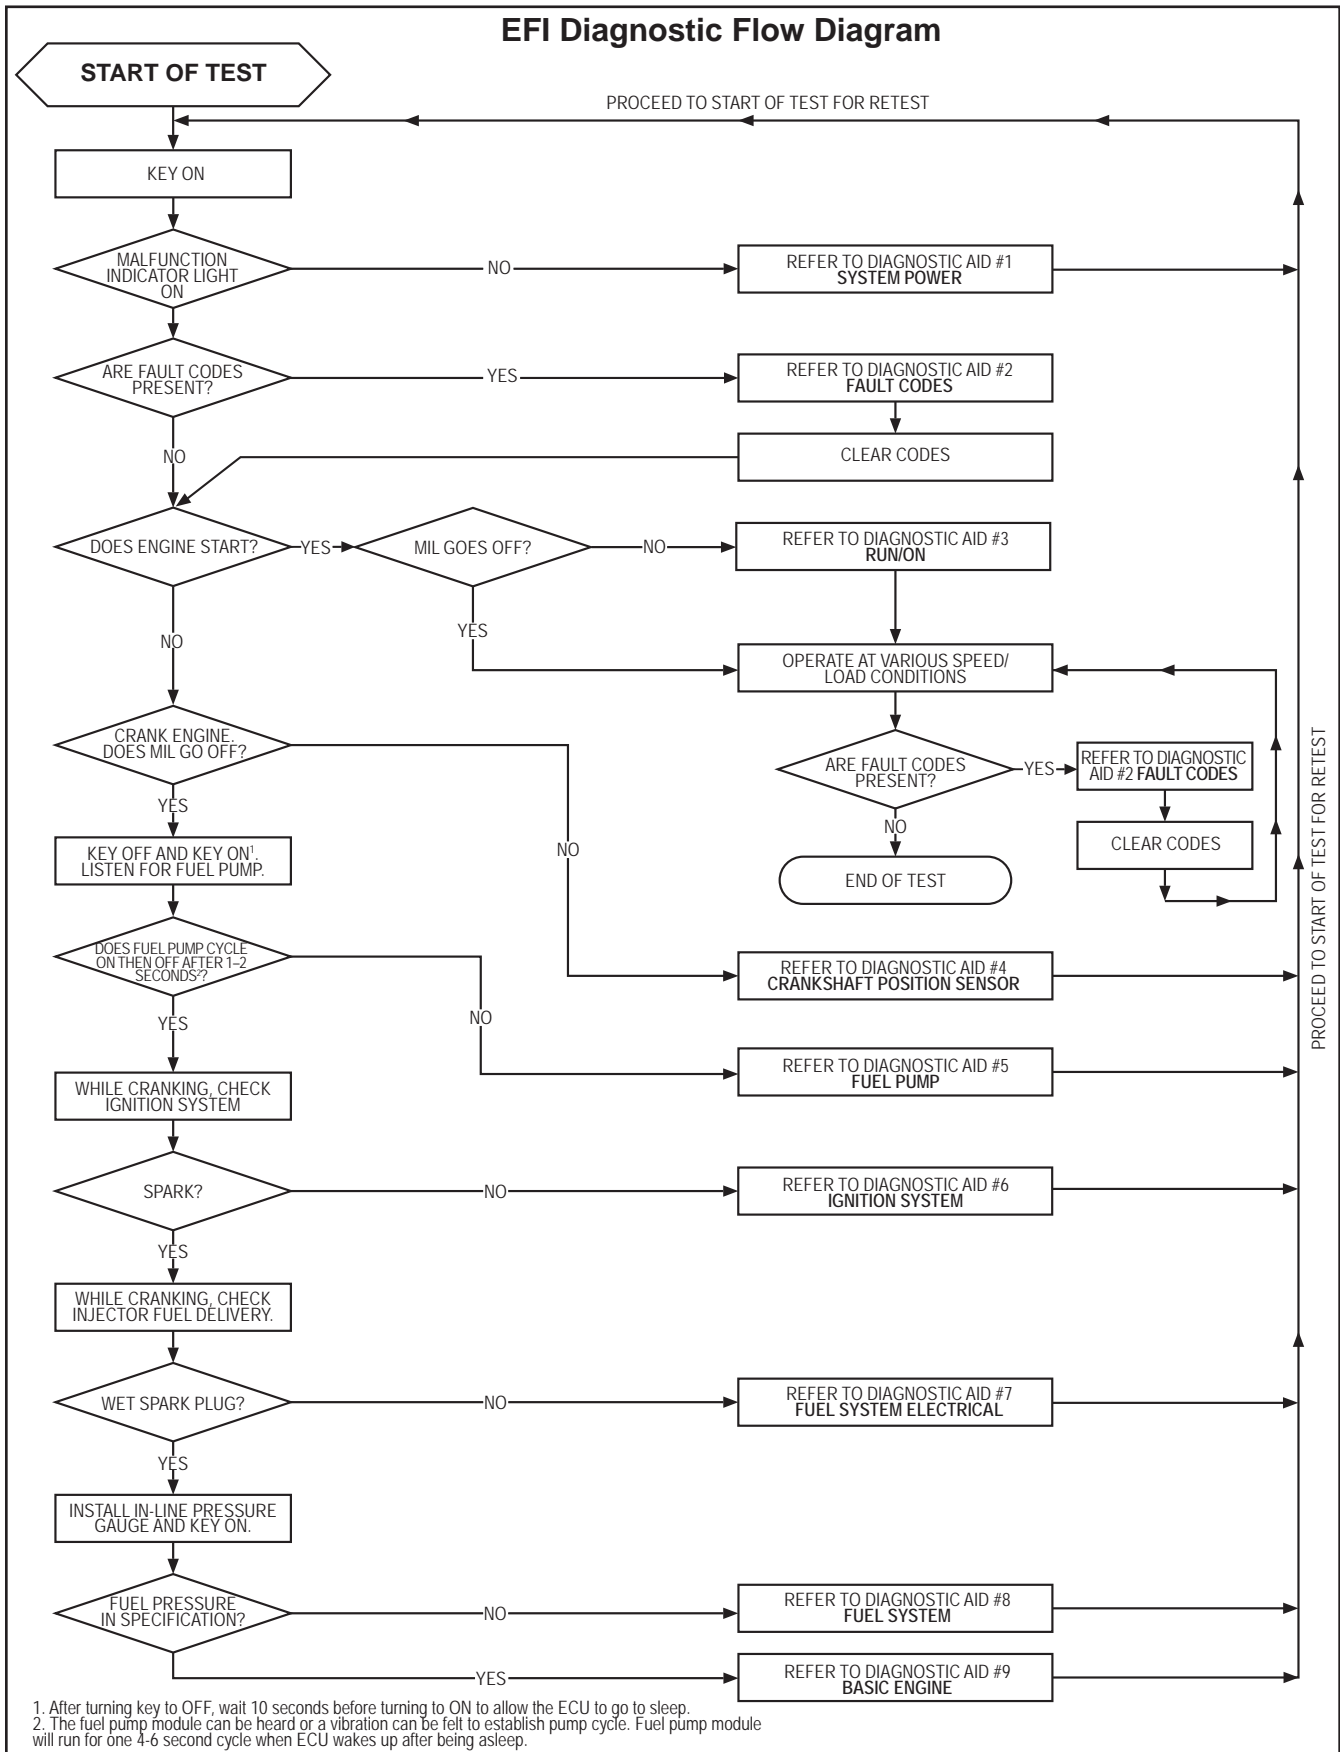 EFI Diagnostic Flow Diagram
START OF TEST
PROCEED TO START OF TEST FOR RETEST
KEY ON
MALFUNCTION
INDICATOR LIGHT
ON
NO
REFER TO DIAGNOSTIC AID #1
SYSTEM POWER
ARE FAULT CODES
PRESENT?
YES
REFER TO DIAGNOSTIC AID #2
FAULT CODES
CLEAR CODES
NO
DOES ENGINE START?
YES
MIL GOES OFF?
NO
REFER TO DIAGNOSTIC AID #3
RUN/ON
YES
NO
OPERATE AT VARIOUS SPEED/
LOAD CONDITIONS
CRANK ENGINE.
DOES MIL GO OFF?
ARE FAULT CODES
PRESENT?
YES
REFER TO DIAGNOSTIC
AID #2 FAULT CODES
YES
NO
CLEAR CODES
KEY OFF AND KEY ON¹.
LISTEN FOR FUEL PUMP.
NO
END OF TEST
PROCEED TO START OF TEST FOR RETEST
DOES FUEL PUMP CYCLE
ON THEN OFF AFTER 1–2
SECONDS²?
REFER TO DIAGNOSTIC AID #4
CRANKSHAFT POSITION SENSOR
YES
NO
REFER TO DIAGNOSTIC AID #5
FUEL PUMP
WHILE CRANKING, CHECK
IGNITION SYSTEM
SPARK?
NO
REFER TO DIAGNOSTIC AID #6
IGNITION SYSTEM
YES
WHILE CRANKING, CHECK
INJECTOR FUEL DELIVERY.
WET SPARK PLUG?
NO
REFER TO DIAGNOSTIC AID #7
FUEL SYSTEM ELECTRICAL
YES
INSTALL IN-LINE PRESSURE
GAUGE AND KEY ON.
FUEL PRESSURE
IN SPECIFICATION?
NO
REFER TO DIAGNOSTIC AID #8
FUEL SYSTEM
YES
REFER TO DIAGNOSTIC AID #9
BASIC ENGINE
1. After turning key to OFF, wait 10 seconds before turning to ON to allow the ECU to go to sleep.
2. The fuel pump module can be heard or a vibration can be felt to establish pump cycle. Fuel pump module
will run for one 4-6 second cycle when ECU wakes up after being asleep.